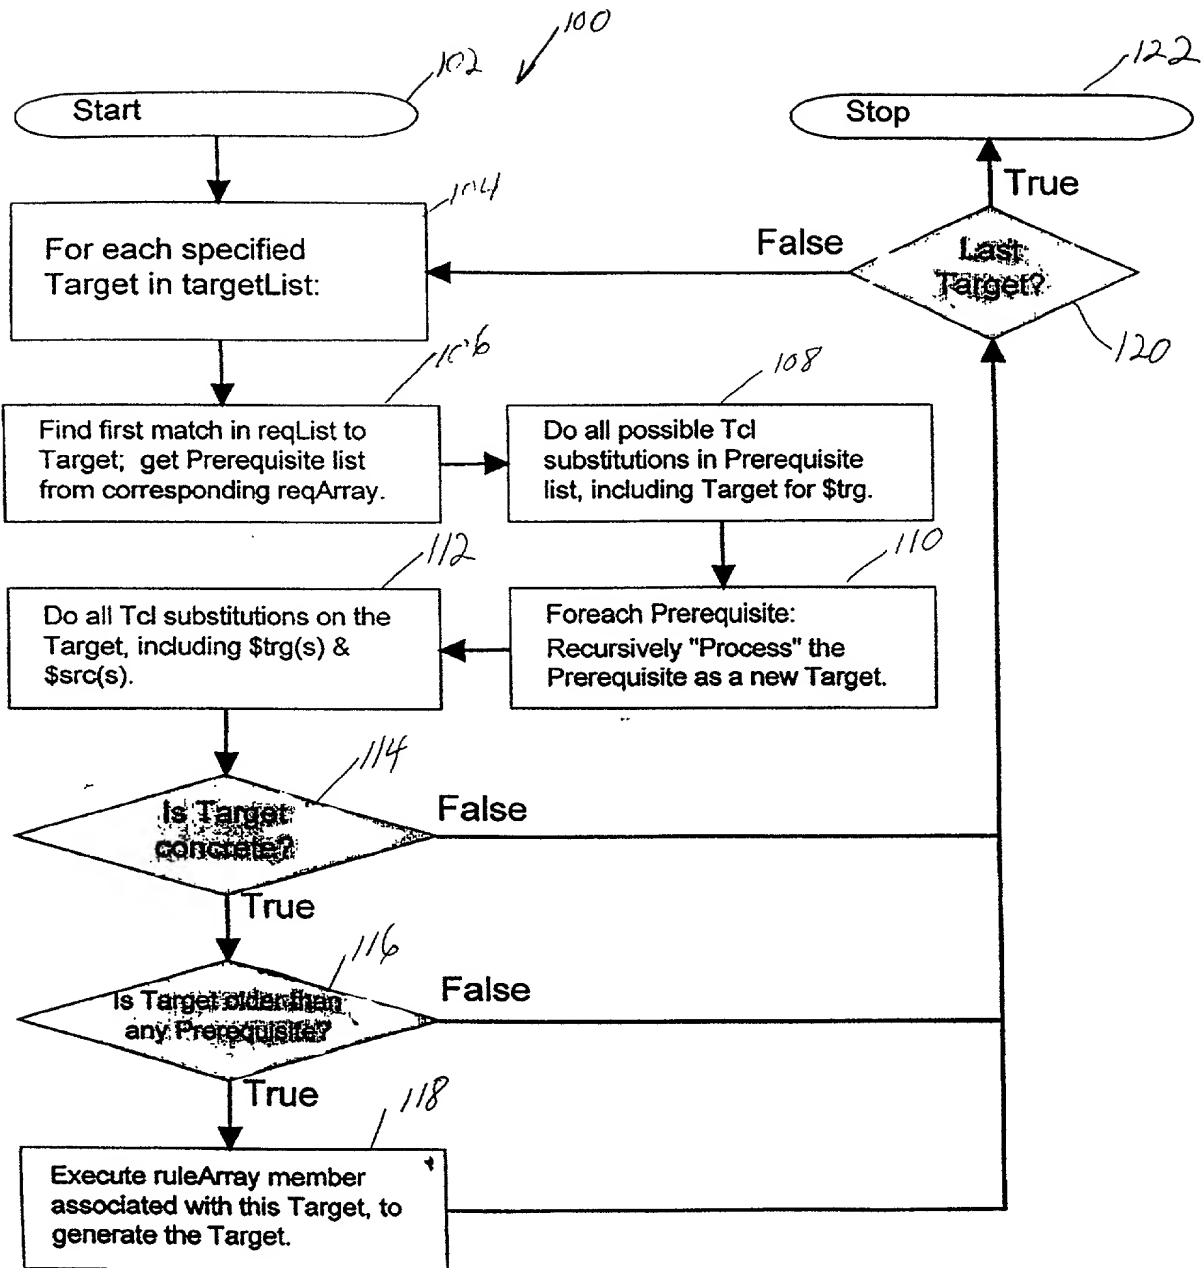 100
102
Start
122
Stop
True
104
For each specified
Target in targetList:
False
Last
Target?
120
106
Find first match in reqList to
Target; get Prerequisite list
from corresponding reqArray.
108
Do all possible Tcl
substitutions in Prerequisite
list, including Target for $trg.
112
Do all Tcl substitutions on the
Target, including $trg(s) &
$src(s).
110
Foreach Prerequisite:
Recursively "Process" the
Prerequisite as a new Target.
114
Is Target
concrete?
False
True
116
Is Target older than
any Prerequisite?
False
True
118
Execute ruleArray member
associated with this Target, to
generate the Target.